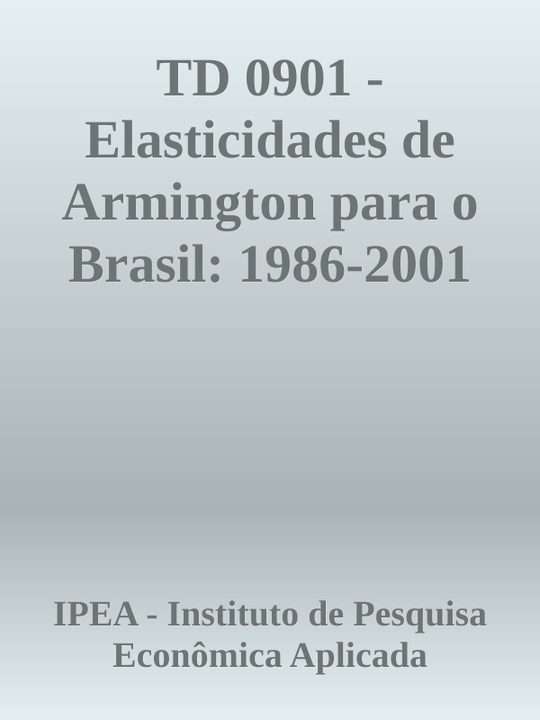 TD 0901 -
Elasticidades de
Armington para o
Brasil: 1986-2001
IPEA - Instituto de Pesquisa
Econômica Aplicada